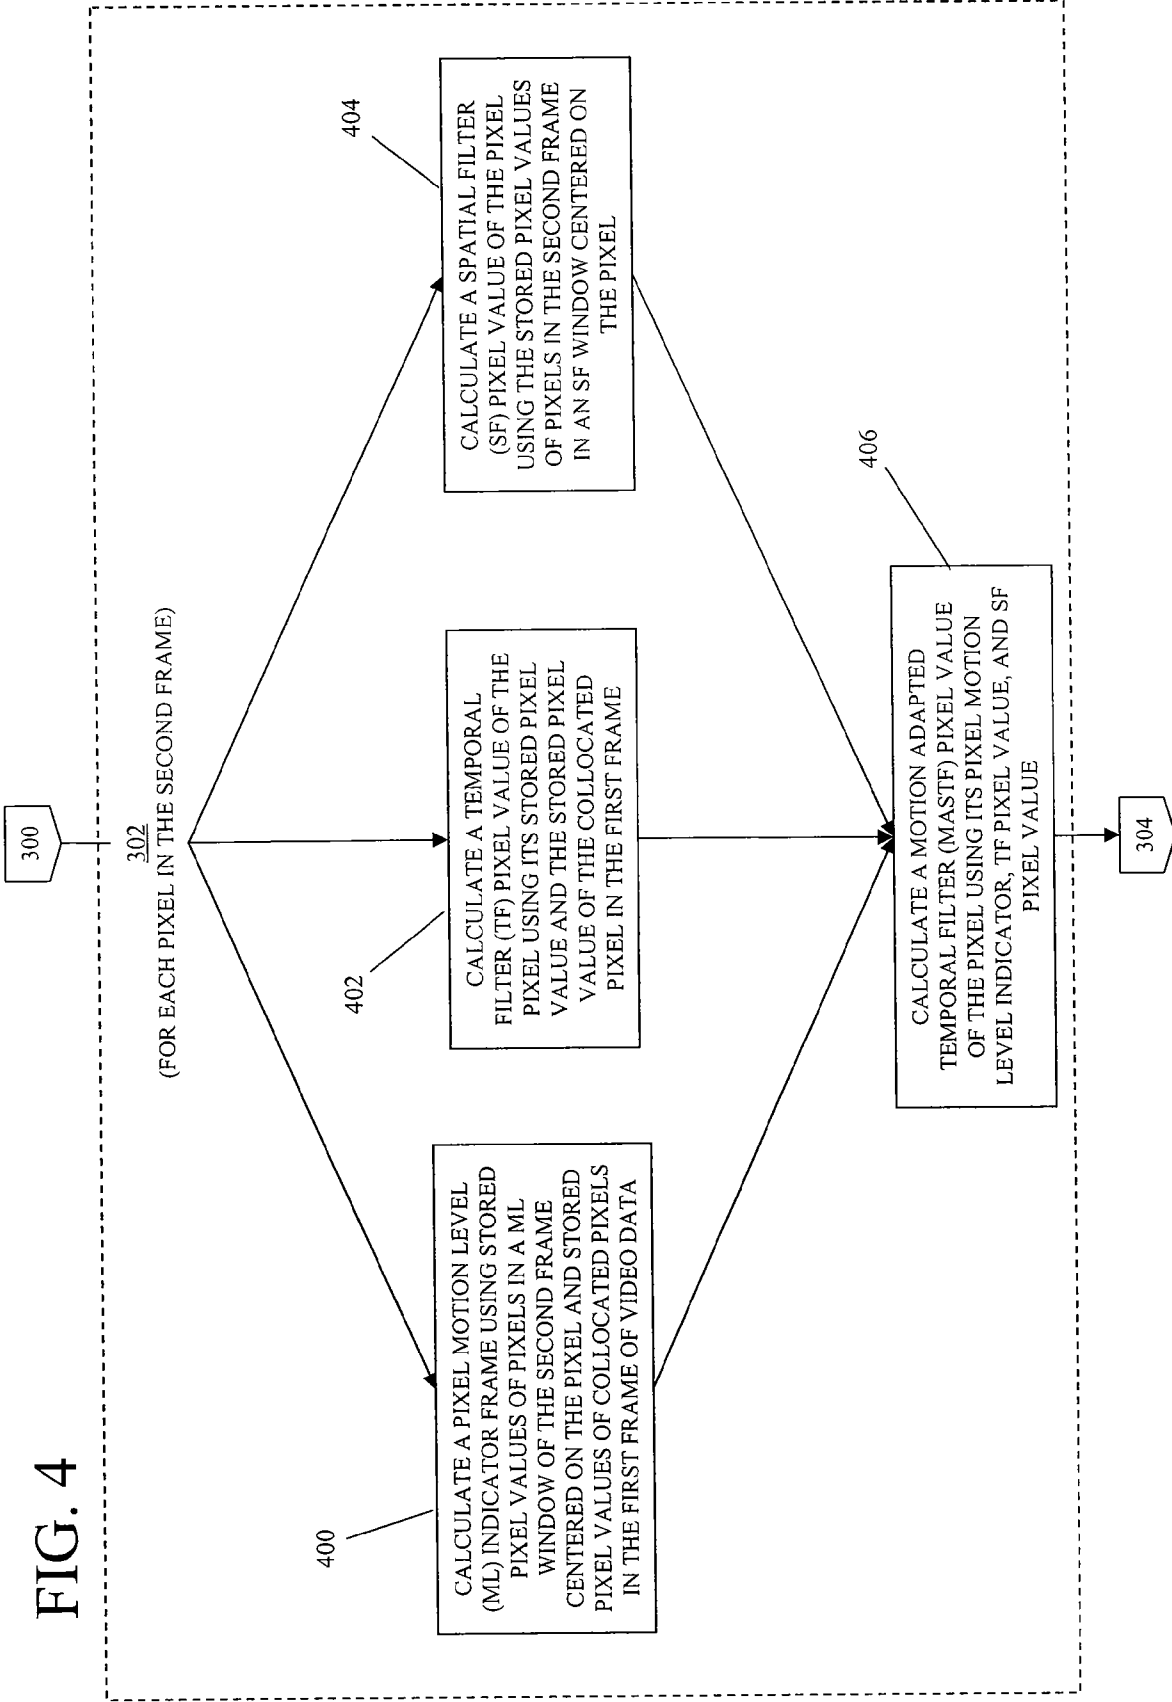 FIG. 4
300
302
(FOR EACH PIXEL IN THE SECOND FRAME)
400
CALCULATE A PIXEL MOTION LEVEL
(ML) INDICATOR FRAME USING STORED
PIXEL VALUES OF PIXELS IN A ML
WINDOW OF THE SECOND FRAME
CENTERED ON THE PIXEL AND STORED
PIXEL VALUES OF COLLOCATED PIXELS
IN THE FIRST FRAME OF VIDEO DATA
402
CALCULATE A TEMPORAL
FILTER (TF) PIXEL VALUE OF THE
PIXEL USING ITS STORED PIXEL
VALUE AND THE STORED PIXEL
VALUE OF THE COLLOCATED
PIXEL IN THE FIRST FRAME
404
CALCULATE A SPATIAL FILTER
(SF) PIXEL VALUE OF THE PIXEL
USING THE STORED PIXEL VALUES
OF PIXELS IN THE SECOND FRAME
IN AN SF WINDOW CENTERED ON
THE PIXEL
406
CALCULATE A MOTION ADAPTED
TEMPORAL FILTER (MASTF) PIXEL VALUE
OF THE PIXEL USING ITS PIXEL MOTION
LEVEL INDICATOR, TF PIXEL VALUE, AND SF
PIXEL VALUE
304